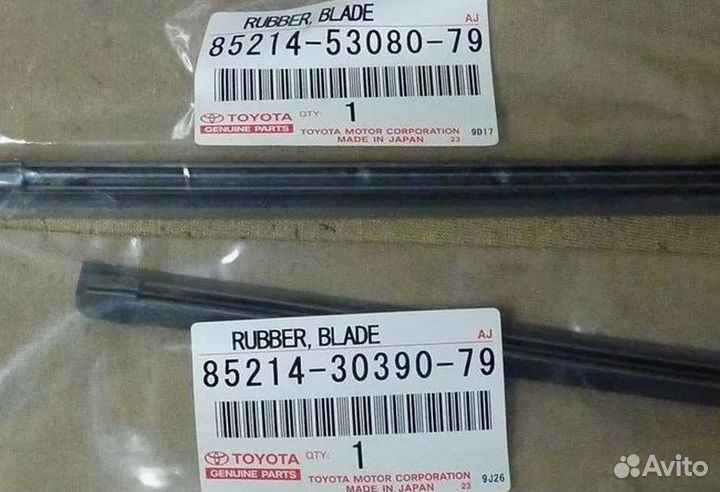 RUBBER, BLADE AJ
85214-53080-79
TOYOTA QTY: 1
GENUINE PARTS TOYOTA MOTOR CORPORATION 9D17
MADE IN JAPAN 23
RUBBER, BLADE AJ
85214-30390-79
TOYOTA QTY: 1
GENUINE PARTS TOYOTA MOTOR CORPORATION 9J26
MADE IN JAPAN 23
Avito